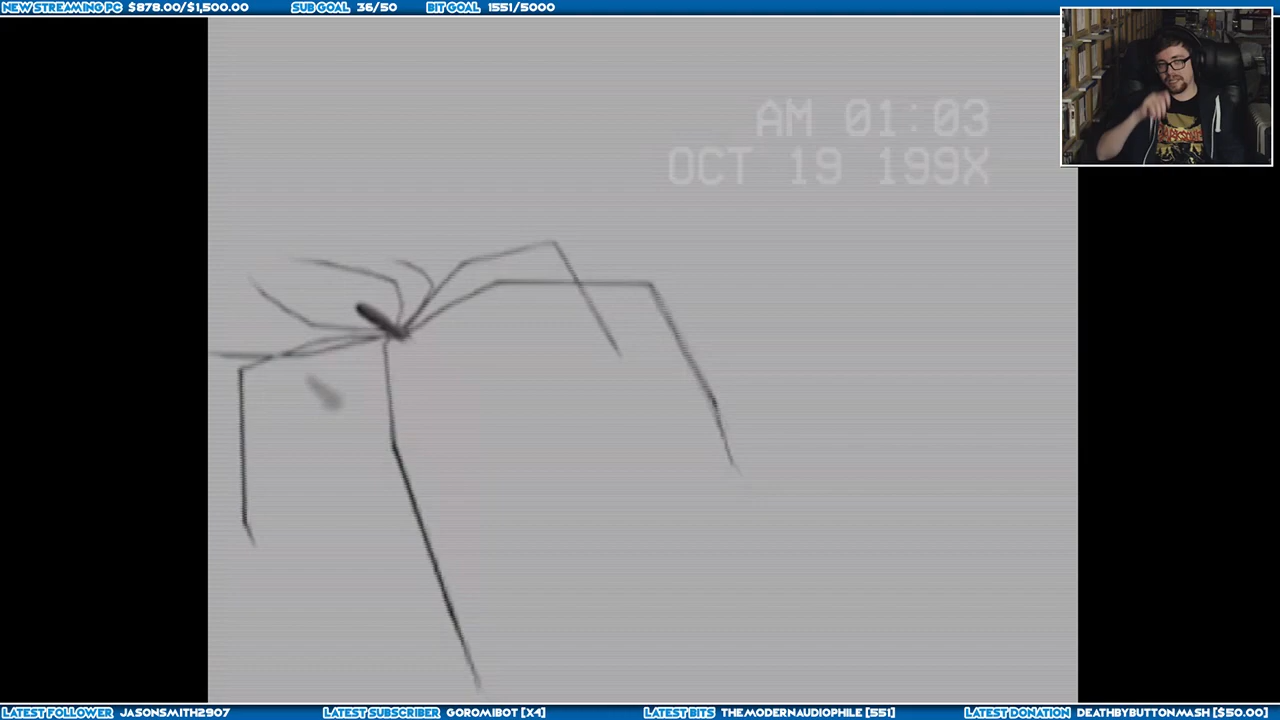 NEW STREAMING PC $878.00/$1,500.00 SUB GOAL 36/50 BIT GOAL 1551/5000
AM 01:03
OCT 19 199X
LATEST FOLLOWER JASONSMITH2907 LATEST SUBSCRIBER GOROMIBOT [X4] LATEST BITS THEMODERNAUDIOPHILE [551] LATEST DONATION DEATHBYBUTTONMASH [$50.00]